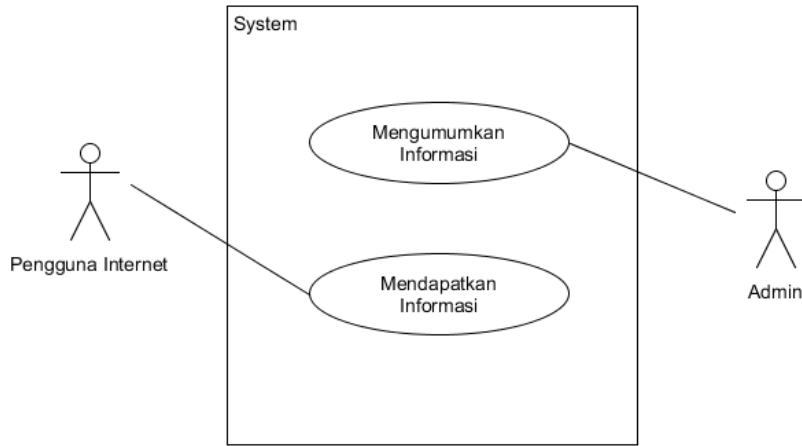 System
Mengumumkan
Informasi
Pengguna Internet
Mendapatkan
Informasi
Admin